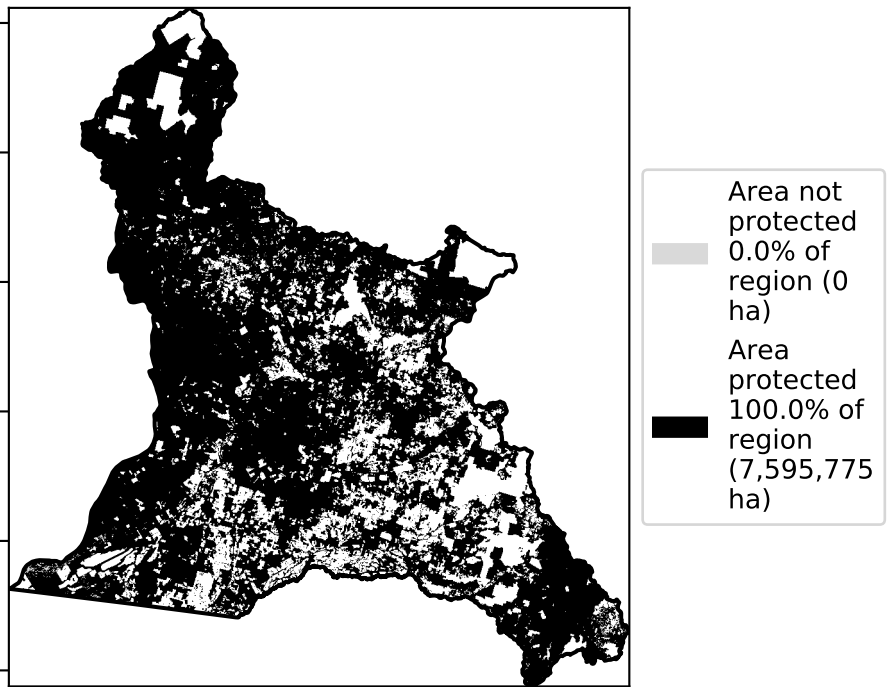 Area not
protected
0.0% of
region (0
ha)
Area
protected
100.0% of
region
(7,595,775
ha)